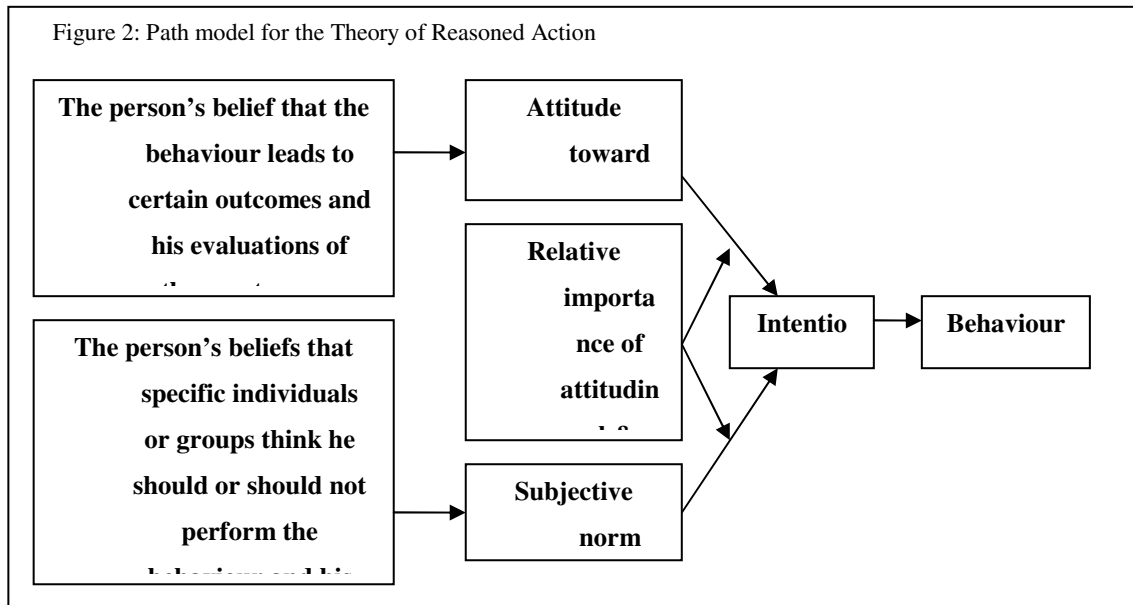 Figure 2: Path model for the Theory of Reasoned Action
The person’s belief that the
behaviour leads to
certain outcomes and
his evaluations of
Attitude
toward
Relative
importa
nce of
attitudin
Intentio
Behaviour
The person’s beliefs that
specific individuals
or groups think he
should or should not
perform the
Subjective
norm